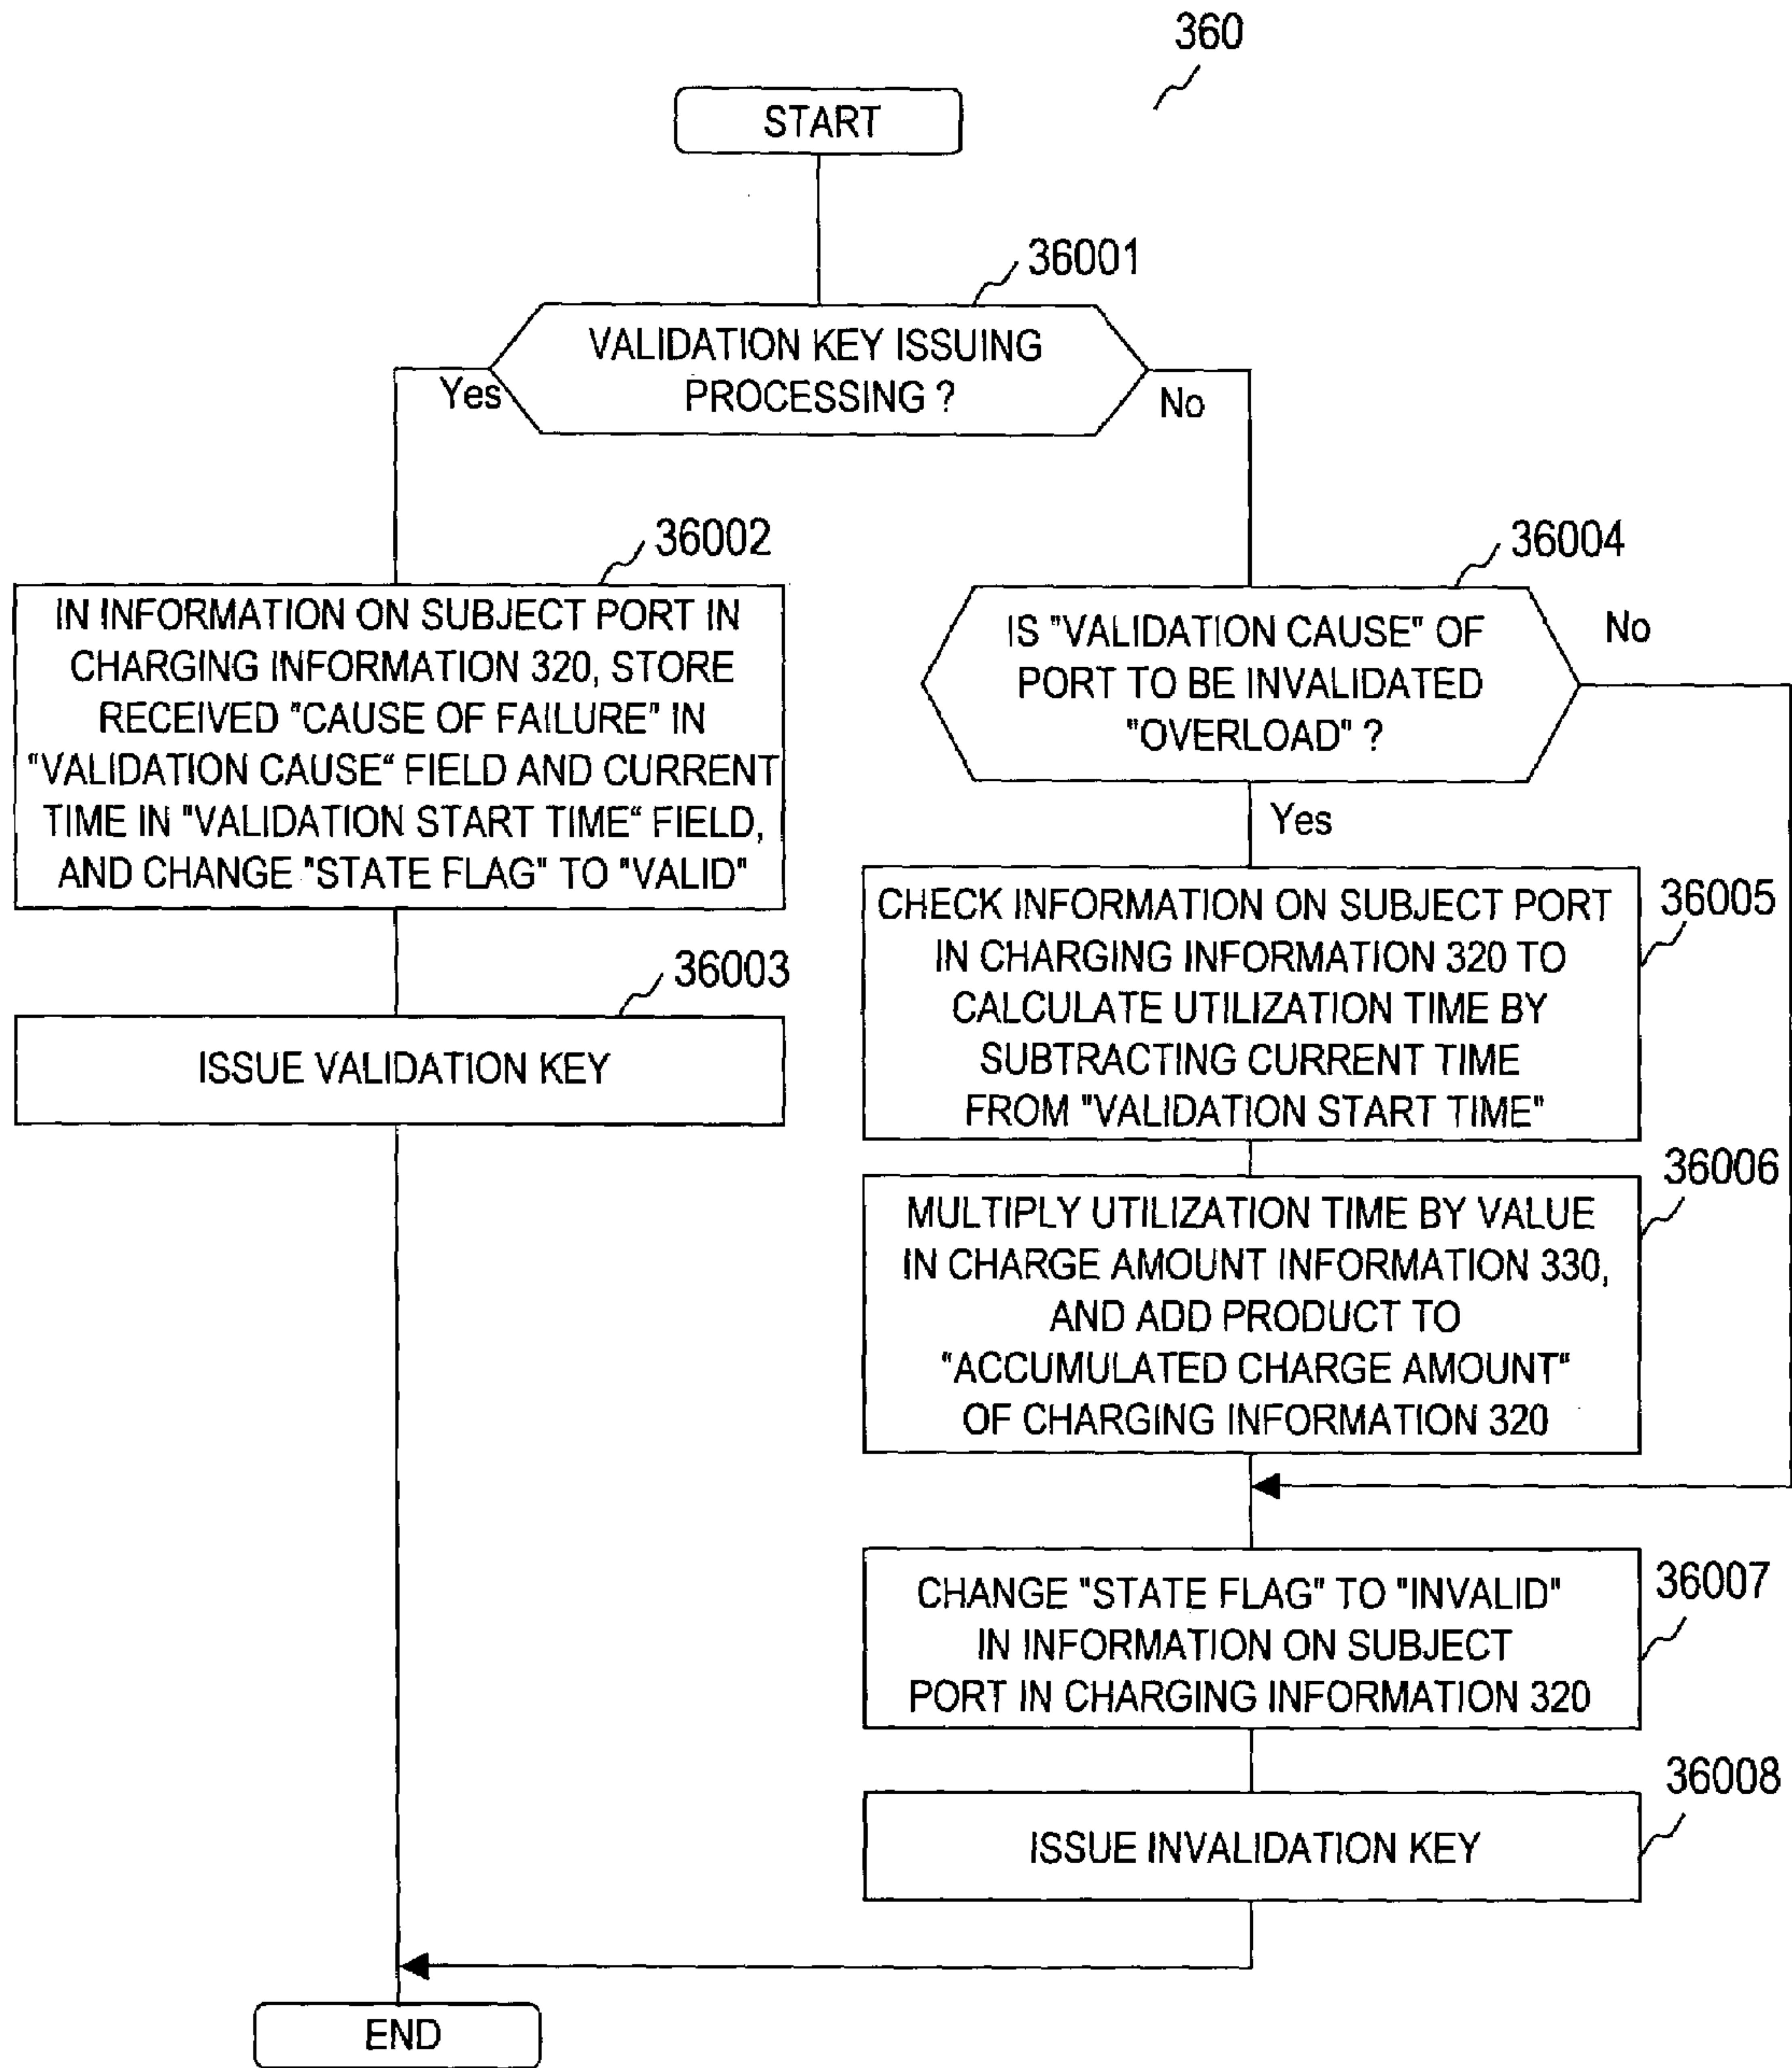 360
START
36001
VALIDATION KEY ISSUING
PROCESSING ?
Yes
No
36002
IN INFORMATION ON SUBJECT PORT IN
CHARGING INFORMATION 320, STORE
RECEIVED "CAUSE OF FAILURE" IN
"VALIDATION CAUSE" FIELD AND CURRENT
TIME IN "VALIDATION START TIME" FIELD,
AND CHANGE "STATE FLAG" TO "VALID"
36003
ISSUE VALIDATION KEY
36004
IS "VALIDATION CAUSE" OF
PORT TO BE INVALIDATED
"OVERLOAD" ?
No
Yes
36005
CHECK INFORMATION ON SUBJECT PORT
IN CHARGING INFORMATION 320 TO
CALCULATE UTILIZATION TIME BY
SUBTRACTING CURRENT TIME
FROM "VALIDATION START TIME"
36006
MULTIPLY UTILIZATION TIME BY VALUE
IN CHARGE AMOUNT INFORMATION 330,
AND ADD PRODUCT TO
"ACCUMULATED CHARGE AMOUNT"
OF CHARGING INFORMATION 320
36007
CHANGE "STATE FLAG" TO "INVALID"
IN INFORMATION ON SUBJECT
PORT IN CHARGING INFORMATION 320
36008
ISSUE INVALIDATION KEY
END